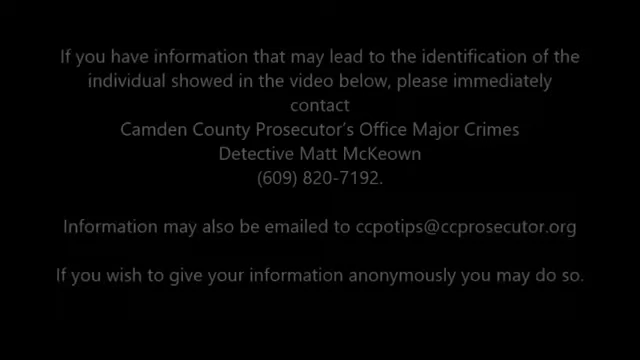 If you have information that may lead to the identification of the
individual showed in the video below, please immediately
contact
Camden County Prosecutor's Office Major Crimes
Detective Matt McKeown
(609) 820-7192.
Information may also be emailed to ccpotips@ccprosecutor.org
If you wish to give your information anonymously you may do so.